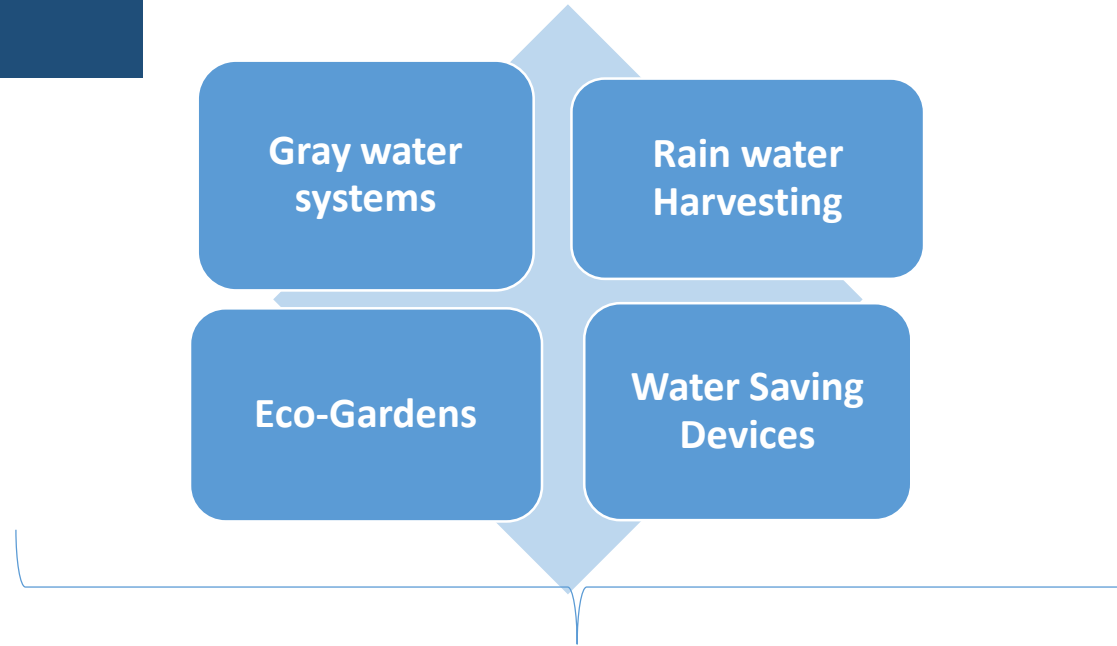 Gray water
systems
Rain water
Harvesting
Eco-Gardens
Water Saving
Devices